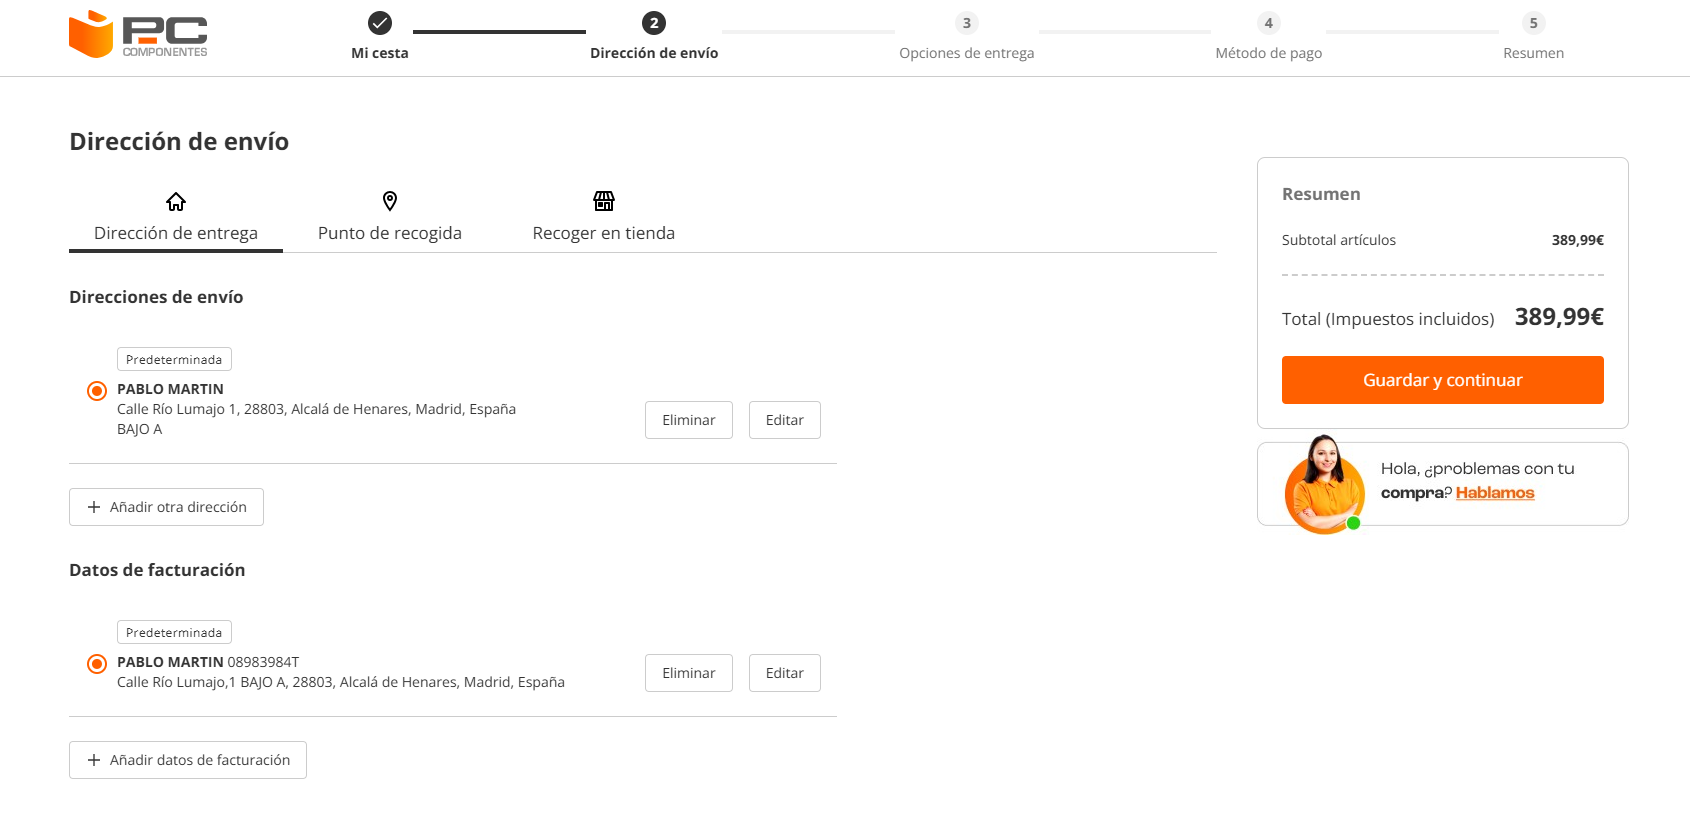 PC
COMPONENTES
Mi cesta
2
Dirección de envío
3
Opciones de entrega
4
Método de pago
5
Resumen
Dirección de envío
Dirección de entrega
Punto de recogida
Recoger en tienda
Direcciones de envío
Predeterminada
PABLO MARTIN
Calle Río Lumajo 1, 28803, Alcalá de Henares, Madrid, España
BAJO A
Eliminar
Editar
+ Añadir otra dirección
Datos de facturación
Predeterminada
PABLO MARTIN 08983984T
Calle Río Lumajo,1 BAJO A, 28803, Alcalá de Henares, Madrid, España
Eliminar
Editar
+ Añadir datos de facturación
Resumen
Subtotal artículos 389,99€
Total (Impuestos incluidos) 389,99€
Guardar y continuar
Hola, ¿problemas con tu
compra? Hablamos